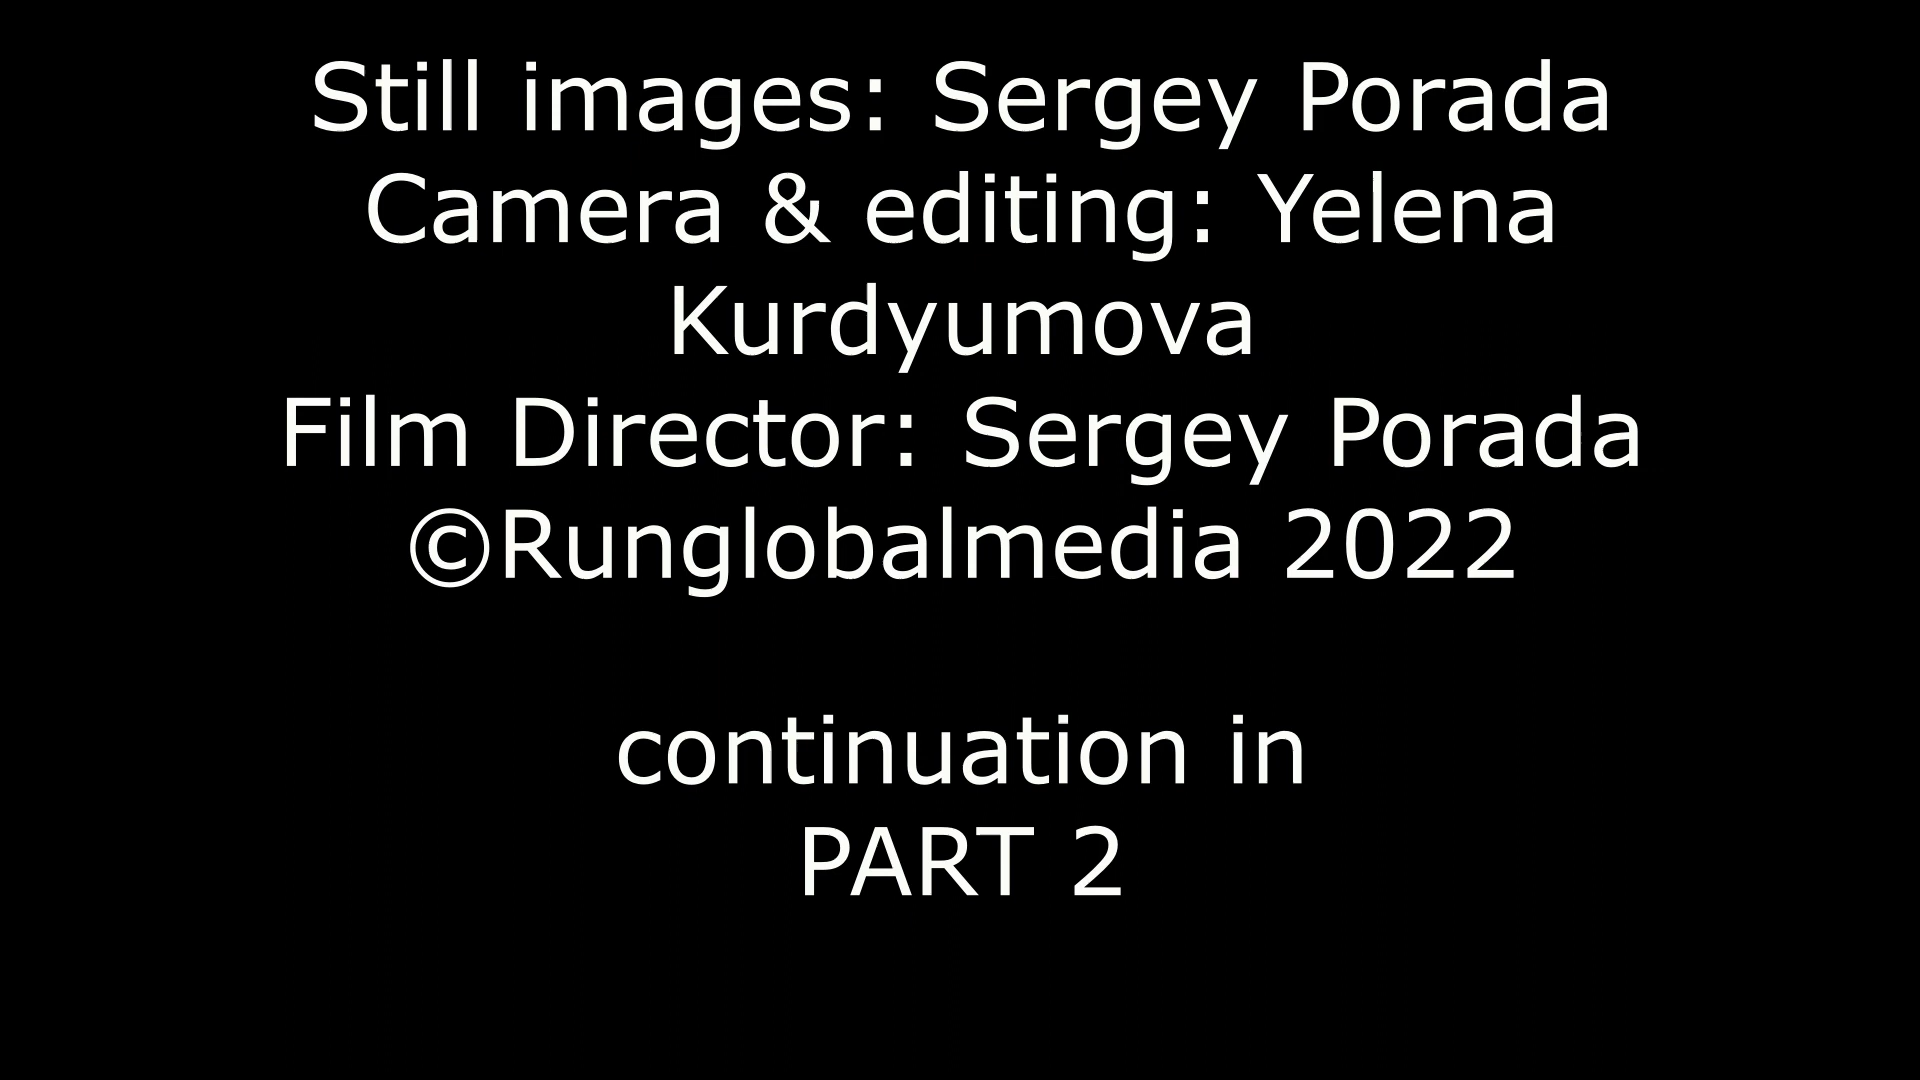 Still images: Sergey Porada
Camera & editing: Yelena
Kurdyumova
Film Director: Sergey Porada
©Runglobalmedia 2022
continuation in
PART 2